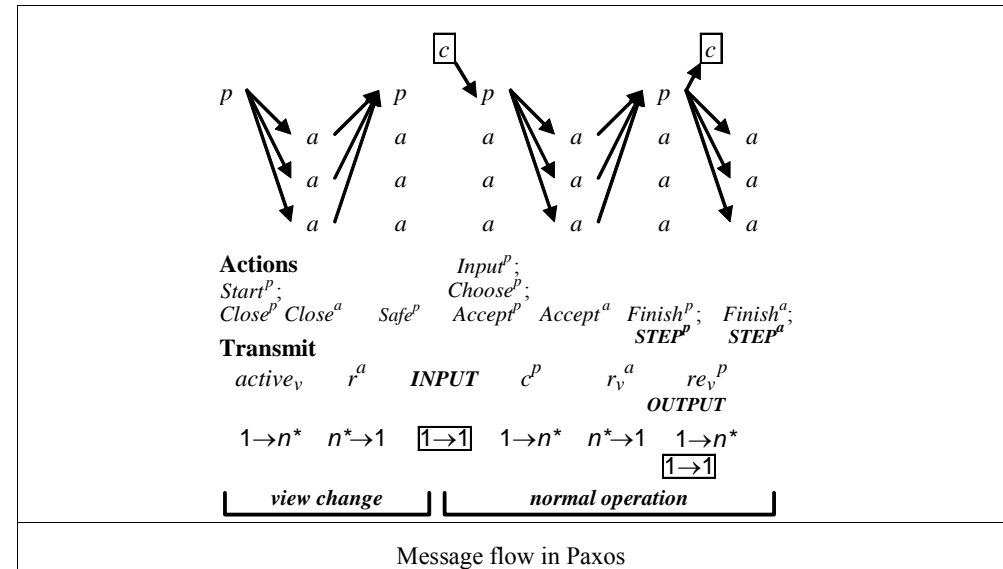 c c
p p p p
a a a a a a
a a a a a a
a a a a a a
Actions Input^p;
Start^p; Choose^p;
Close^p Close^a Safe^p Accept^p Accept^a Finish^p; Finish^a;
STEP^p STEP^a
Transmit
active_v r^a INPUT c^p r_v^a re_v^p
OUTPUT
1→n* n*→1 1→1 1→n* n*→1 1→n*
1→1
view change normal operation
Message flow in Paxos